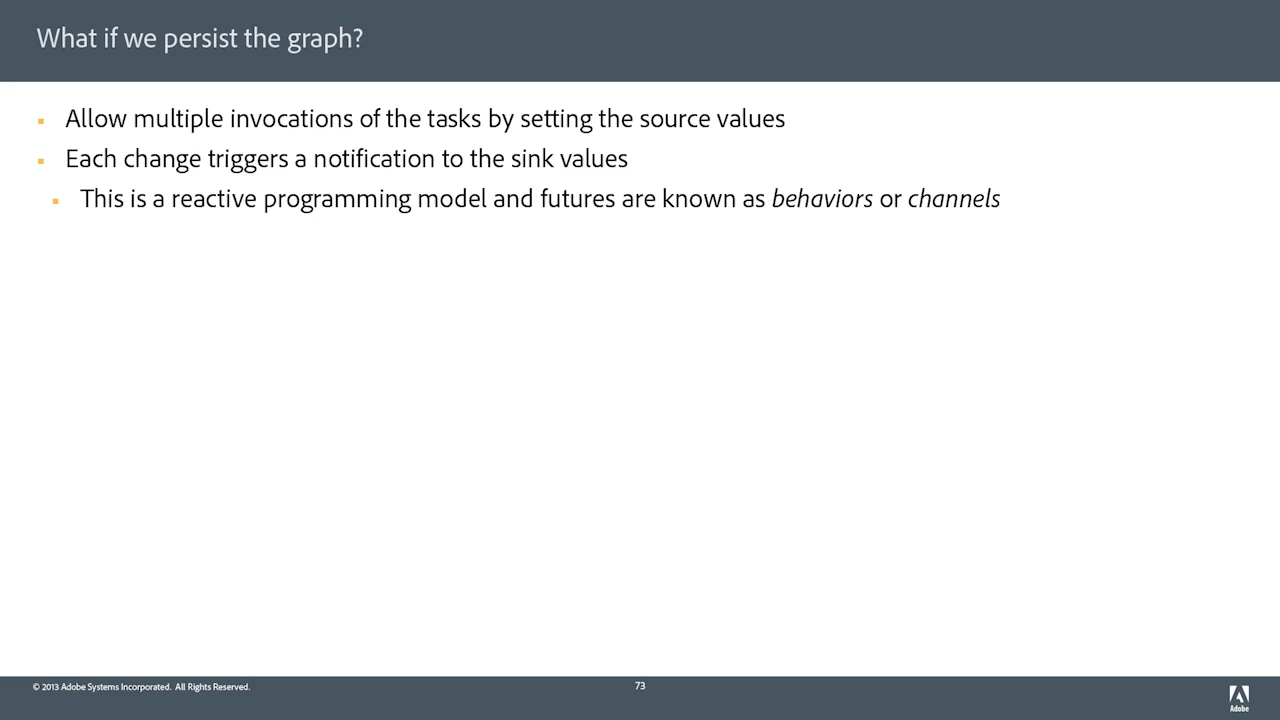 What if we persist the graph?
▪ Allow multiple invocations of the tasks by setting the source values
▪ Each change triggers a notification to the sink values
▪ This is a reactive programming model and futures are known as behaviors or channels
© 2013 Adobe Systems Incorporated. All Rights Reserved.
73
Adobe